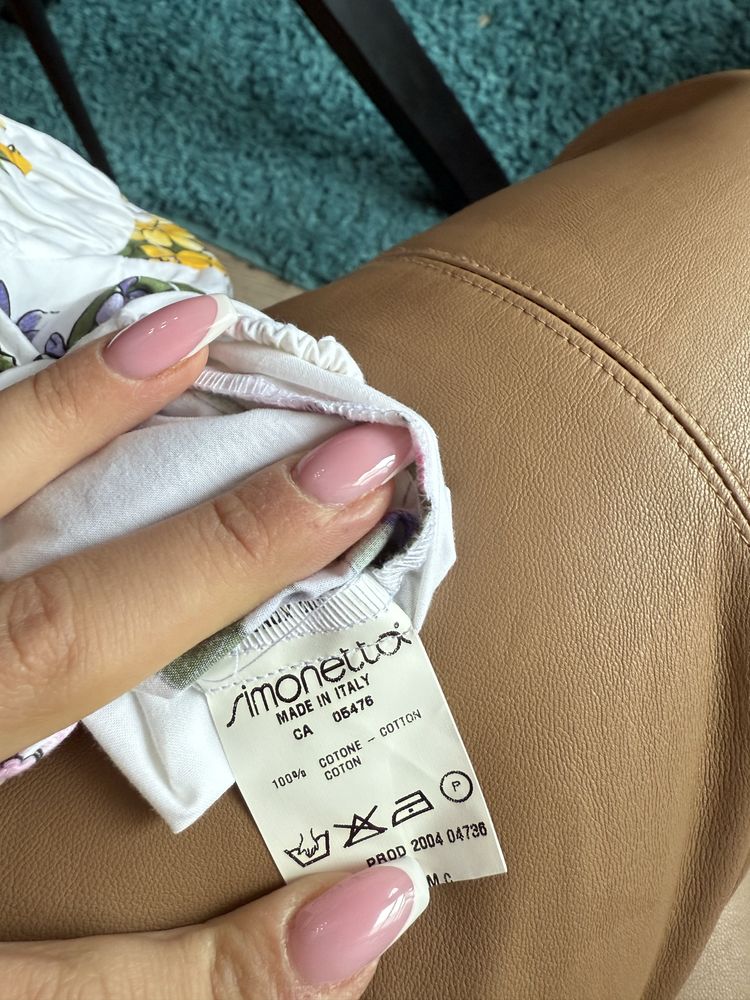 simonetta
MADE IN ITALY
CA 05476
100% COTONE - COTTON
COTON
P
PROD 2004 04736
M.C